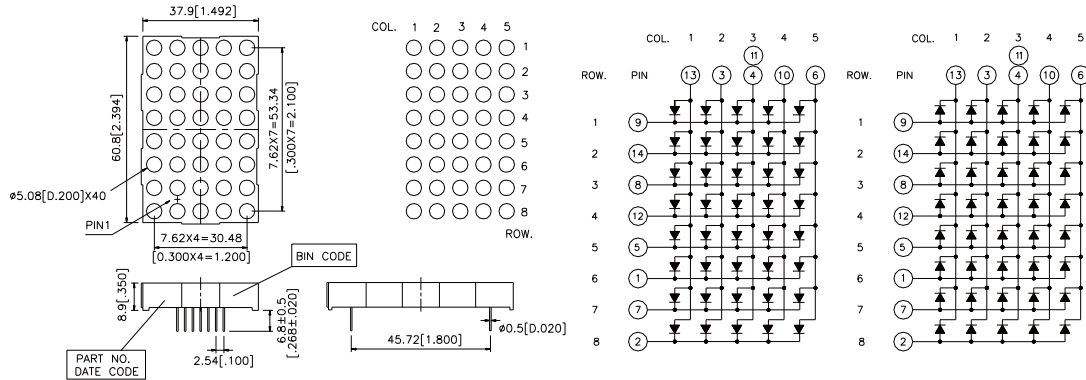 37.9[1.492]
60.8[2.394]
7.62X7=53.34
[.300X7=2.100]
ø5.08[D.200]X40
PIN1
7.62X4=30.48
[0.300X4=1.200]
COL. 1 2 3 4 5
1
2
3
4
5
6
7
8
ROW.
BIN CODE
8.9[.350]
6.8±0.5
[.268±.020]
2.54[.100]
PART NO.
DATE CODE
45.72[1.800]
ø0.5[D.020]
COL. 1 2 3 4 5
11
ROW. PIN 13 3 4 10 6
1 9
2 14
3 8
4 12
5 5
6 1
7 7
8 2
COL. 1 2 3 4 5
11
ROW. PIN 13 3 4 10 6
1 9
2 14
3 8
4 12
5 5
6 1
7 7
8 2